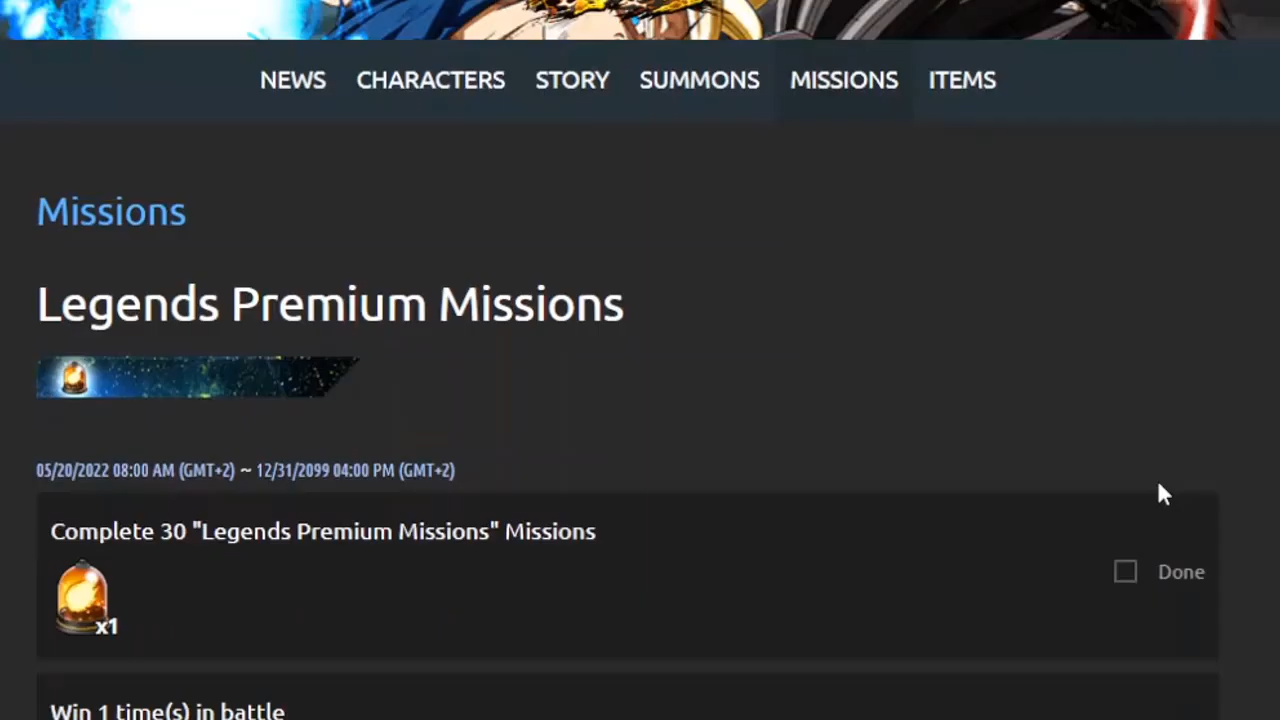 NEWS CHARACTERS STORY SUMMONS MISSIONS ITEMS
Missions
Legends Premium Missions
05/20/2022 08:00 AM (GMT+2) ~ 12/31/2099 04:00 PM (GMT+2)
Complete 30 "Legends Premium Missions" Missions
Done
x1
Win 1 time(s) in battle